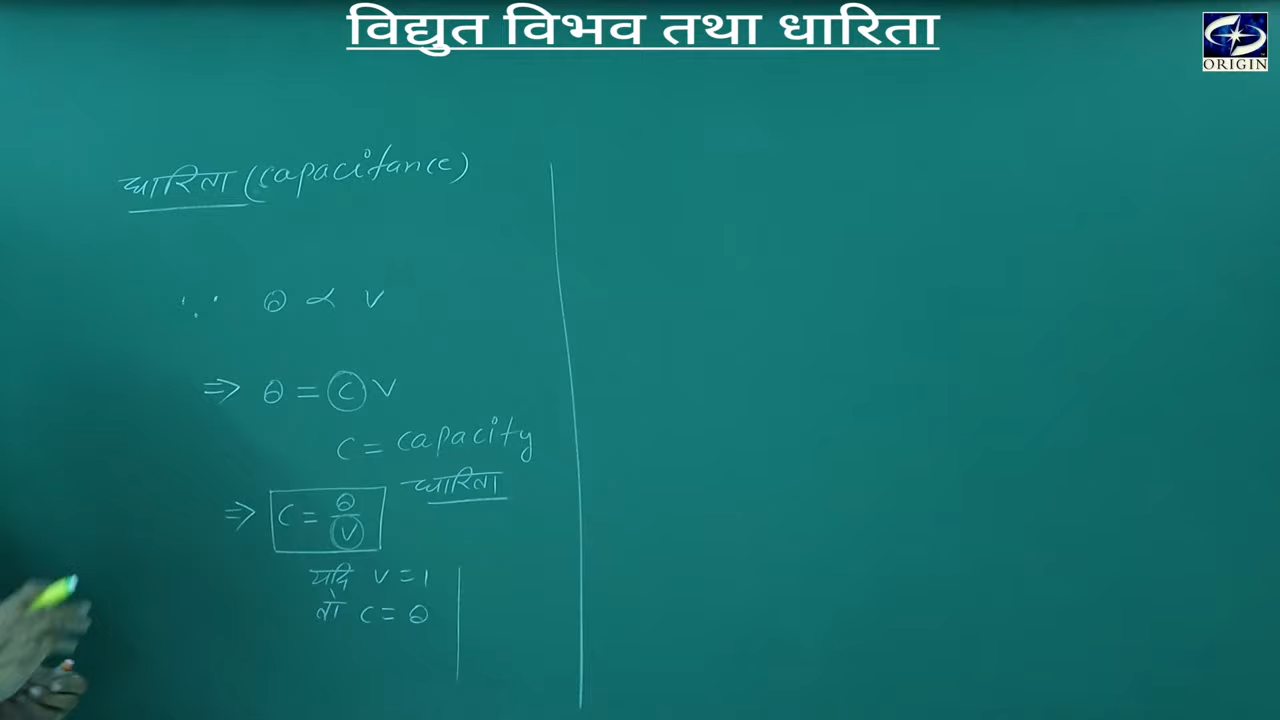 विद्युत विभव तथा धारिता
ORIGIN
धारिता (capacitance)
∵ Q ∝ V
⇒ Q = C V
C = capacity
धारिता
⇒ C = Q/V
यदि V = 1
तो C = Q